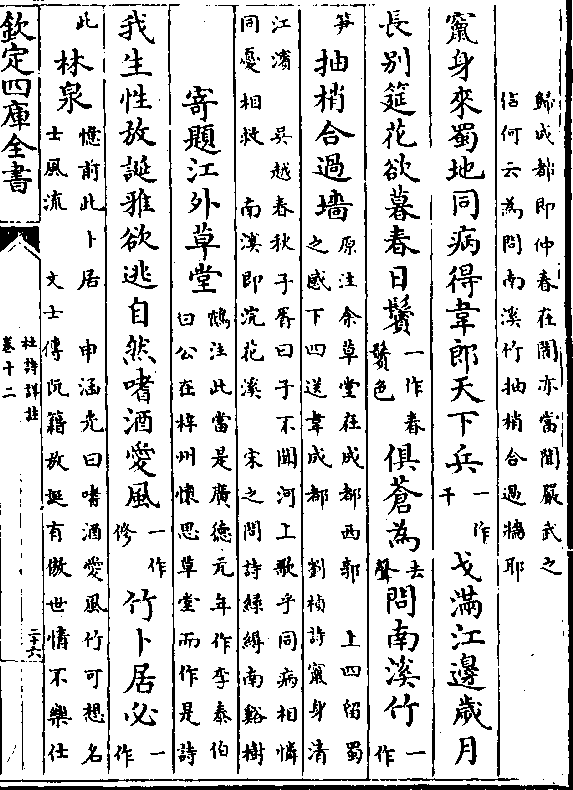 歸成都即仲春在閬亦當聞嚴武之
信何云為問南溪竹抽梢合過牆耶
竄身來蜀地同病得韋郎天下兵一作干戈滿江邊歲月
長別筵花欲暮春日鬢一作春鬢色俱蒼為去聲問南溪竹一作
笋抽梢合過墻原注余草堂在成都西郭 上四留蜀
之感下四送韋成都 劉楨詩竄身清
江濱 吳越春秋子胥曰子不聞河上歌乎同病相憐
同憂相救 南溪即浣花溪 宋之問詩緑縟南谿樹
寄題江外草堂鶴注此當是廣德元年作李泰伯
曰公在梓州懷思草堂而作是詩
我生性放誕雅欲逃自然嗜酒愛風一作修竹卜居必一作
此林泉憶前此卜居 申涵光曰嗜酒愛風竹可想名
士風流 文士傳阮籍放誕有傲世情不樂仕
欽定四庫全書
杜詩詳註
卷十二
二十六